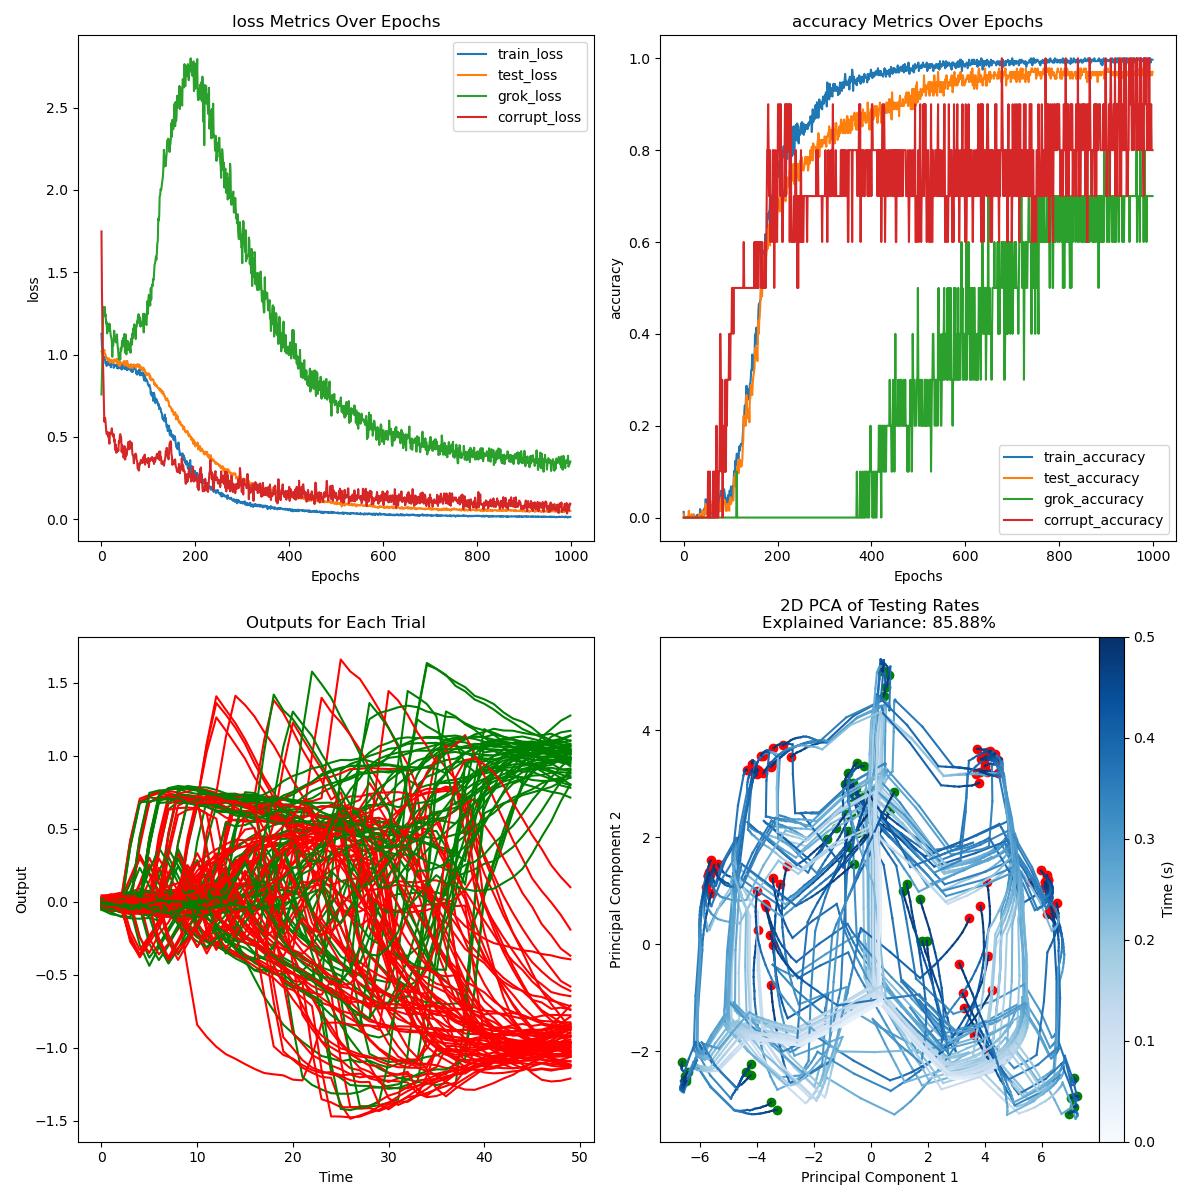 loss Metrics Over Epochs
train_loss
test_loss
grok_loss
corrupt_loss
2.5
2.0
1.5
1.0
0.5
0.0
loss
0 200 400 600 800 1000
Epochs
accuracy Metrics Over Epochs
1.0
0.8
0.6
0.4
0.2
0.0
accuracy
train_accuracy
test_accuracy
grok_accuracy
corrupt_accuracy
0 200 400 600 800 1000
Epochs
Outputs for Each Trial
1.5
1.0
0.5
0.0
−0.5
−1.0
−1.5
Output
0 10 20 30 40 50
Time
2D PCA of Testing Rates
Explained Variance: 85.88%
4
2
0
−2
Principal Component 2
−6 −4 −2 0 2 4 6
Principal Component 1
0.5
0.4
0.3
0.2
0.1
0.0
Time (s)